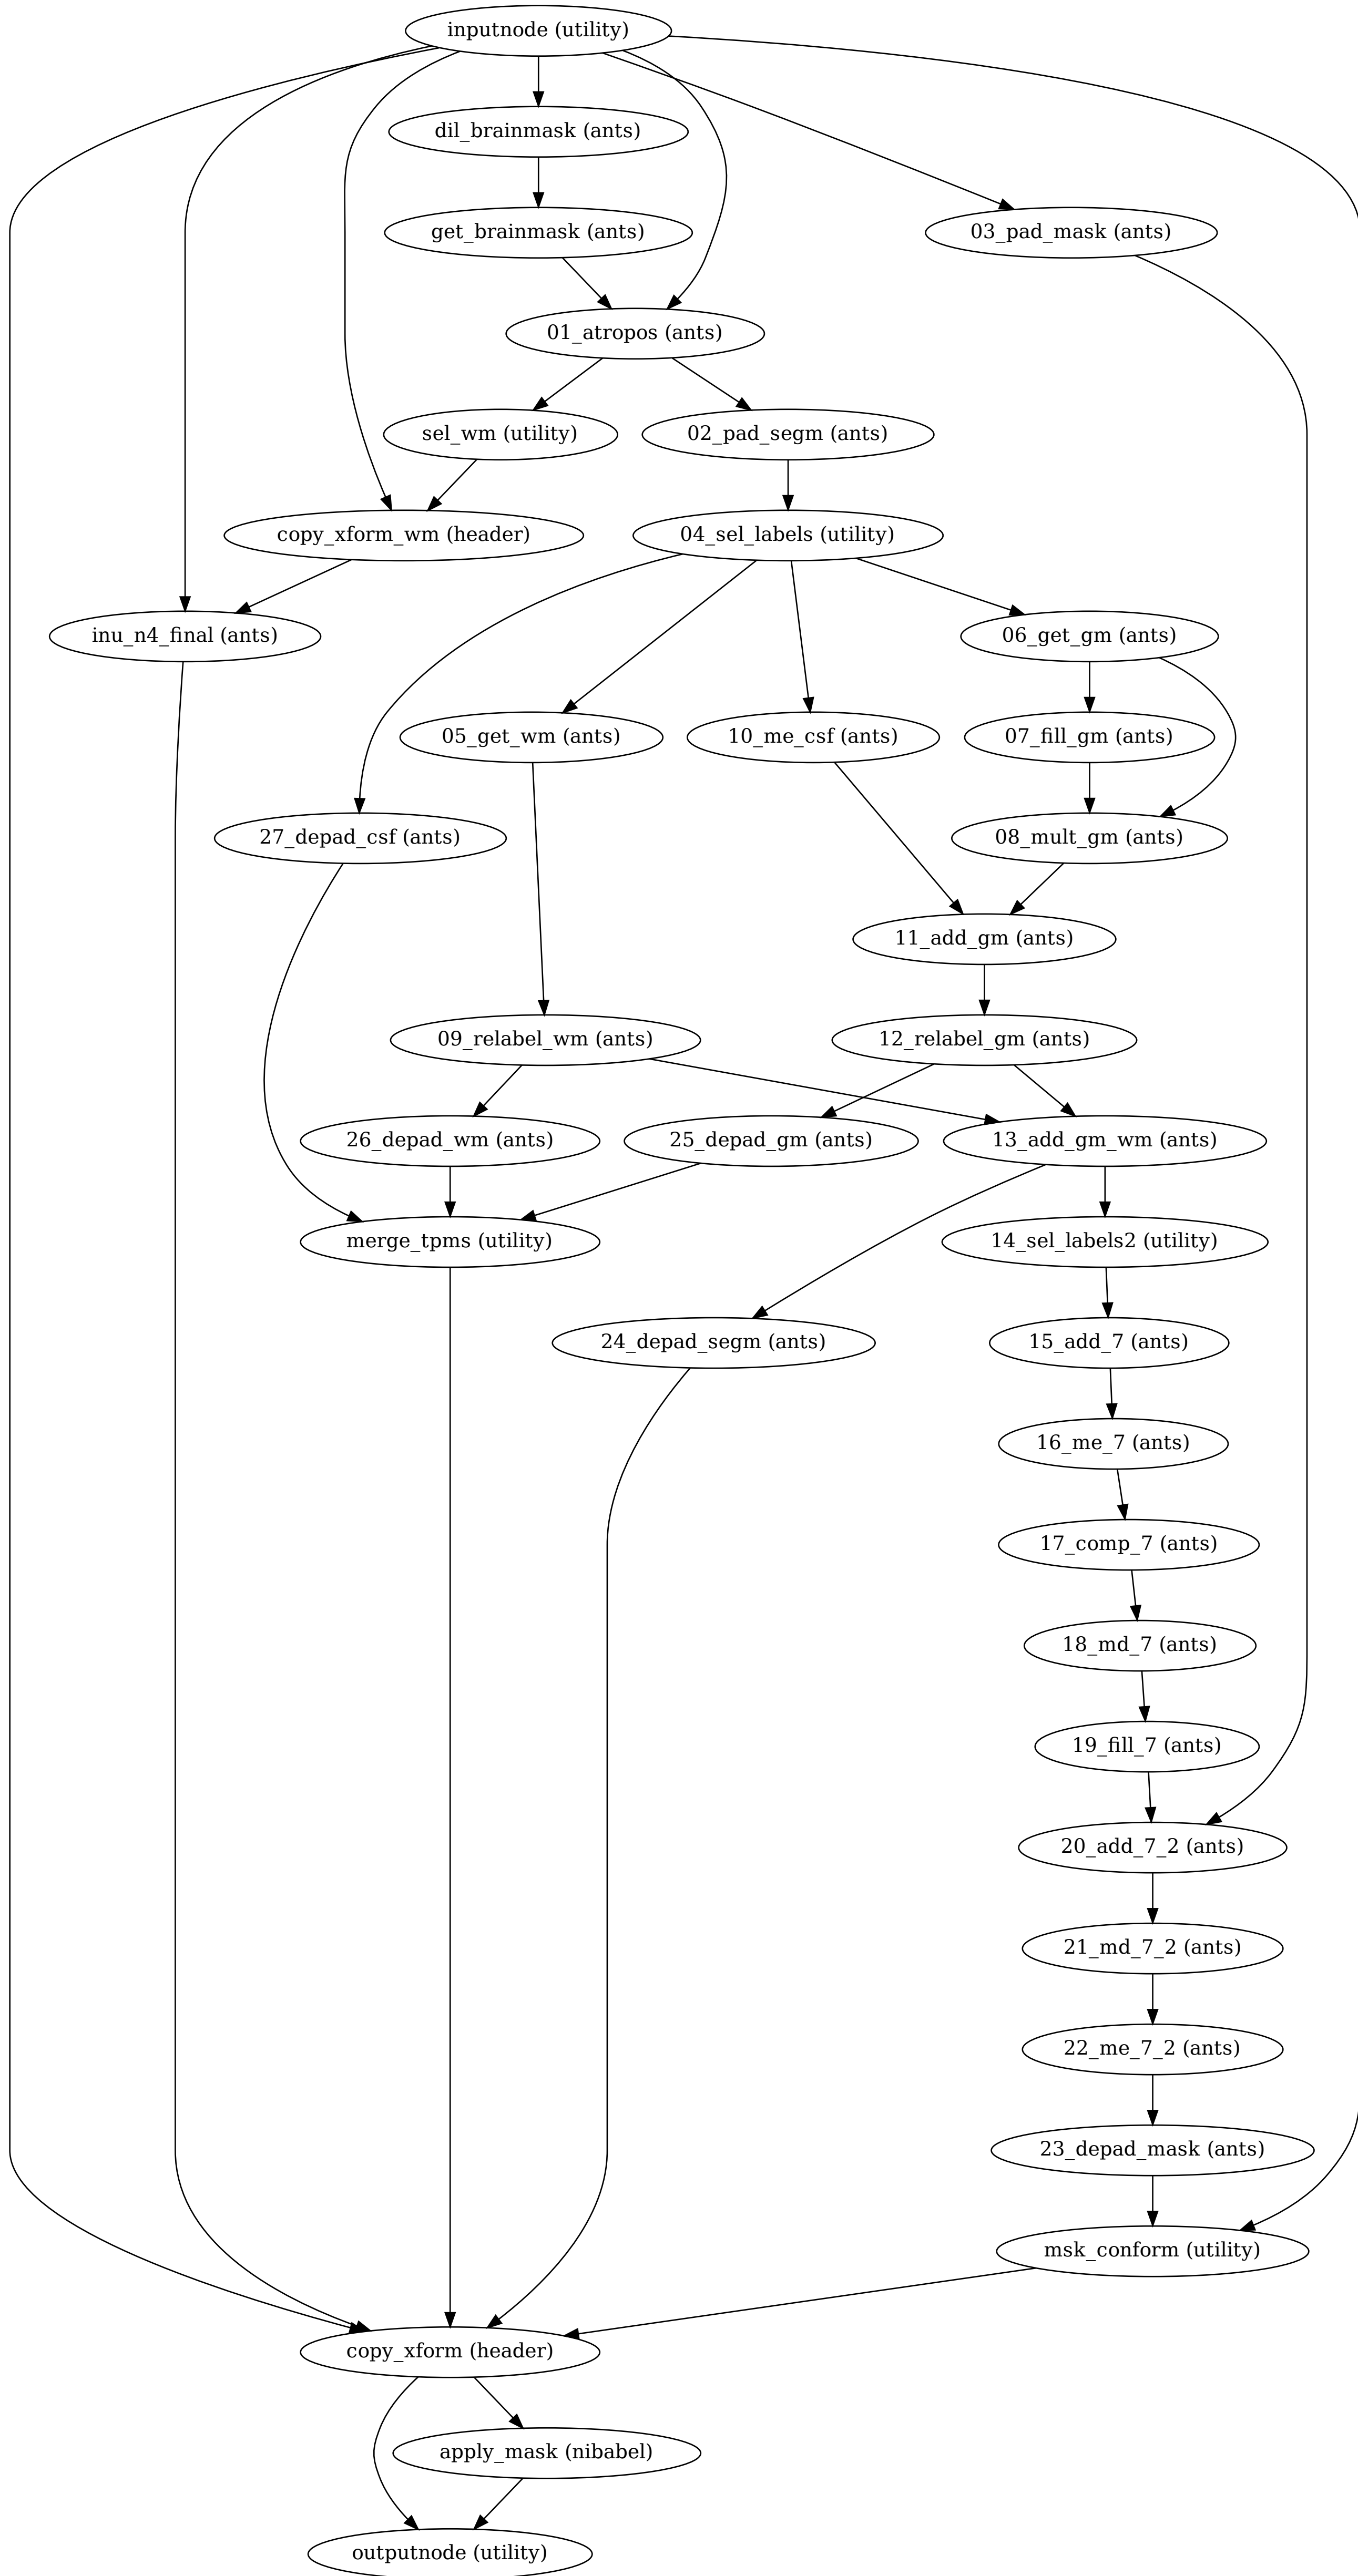 inputnode (utility)
dil_brainmask (ants)
get_brainmask (ants)
03_pad_mask (ants)
01_atropos (ants)
sel_wm (utility)
02_pad_segm (ants)
copy_xform_wm (header)
04_sel_labels (utility)
inu_n4_final (ants)
06_get_gm (ants)
05_get_wm (ants)
10_me_csf (ants)
07_fill_gm (ants)
27_depad_csf (ants)
08_mult_gm (ants)
11_add_gm (ants)
09_relabel_wm (ants)
12_relabel_gm (ants)
26_depad_wm (ants)
25_depad_gm (ants)
13_add_gm_wm (ants)
merge_tpms (utility)
14_sel_labels2 (utility)
24_depad_segm (ants)
15_add_7 (ants)
16_me_7 (ants)
17_comp_7 (ants)
18_md_7 (ants)
19_fill_7 (ants)
20_add_7_2 (ants)
21_md_7_2 (ants)
22_me_7_2 (ants)
23_depad_mask (ants)
msk_conform (utility)
copy_xform (header)
apply_mask (nibabel)
outputnode (utility)